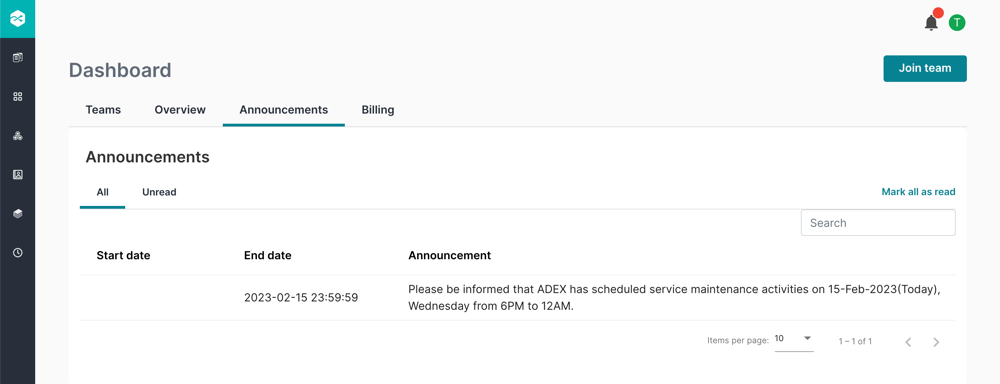 T
Dashboard
Join team
Teams Overview Announcements Billing
Announcements
All Unread Mark all as read
Search
Start date End date Announcement
2023-02-15 23:59:59 Please be informed that ADEX has scheduled service maintenance activities on 15-Feb-2023(Today),
Wednesday from 6PM to 12AM.
Items per page: 10 1 – 1 of 1